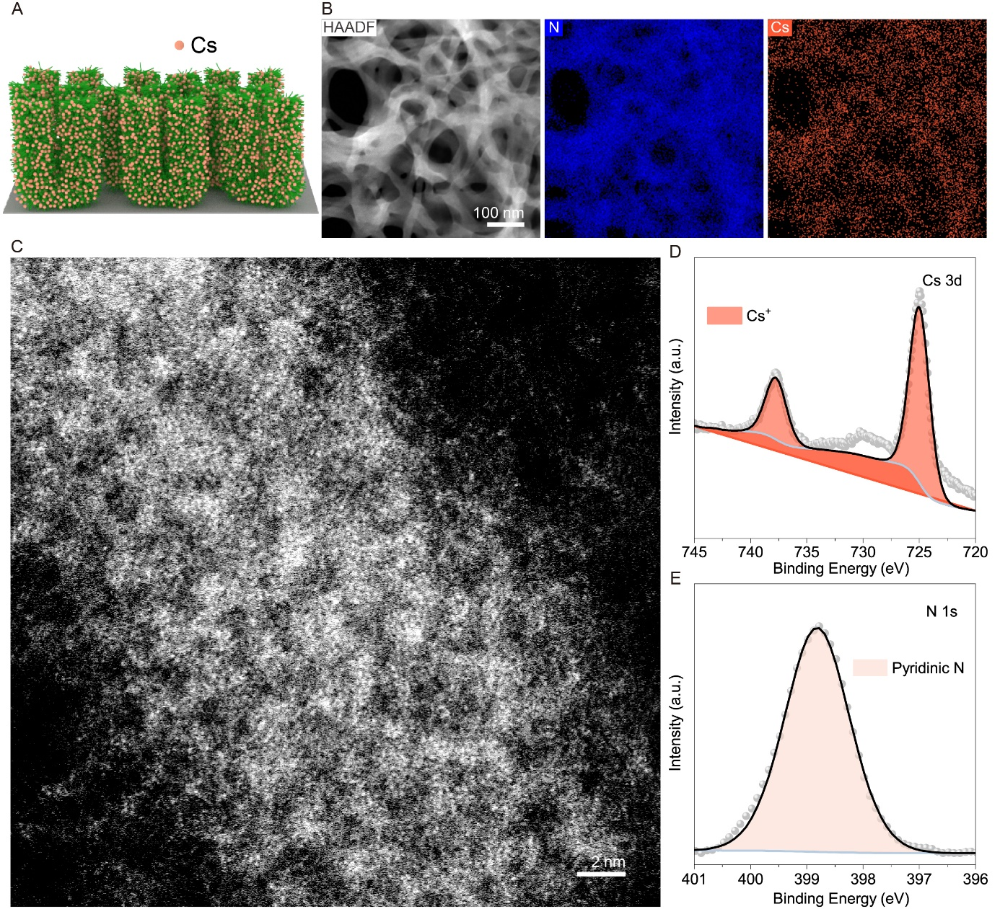 A
Cs
B
HAADF
100 nm
N
Cs
C
2 nm
D
Cs 3d
Cs⁺
Intensity (a.u.)
745 740 735 730 725 720
Binding Energy (eV)
E
N 1s
Pyridinic N
Intensity (a.u.)
401 400 399 398 397 396
Binding Energy (eV)